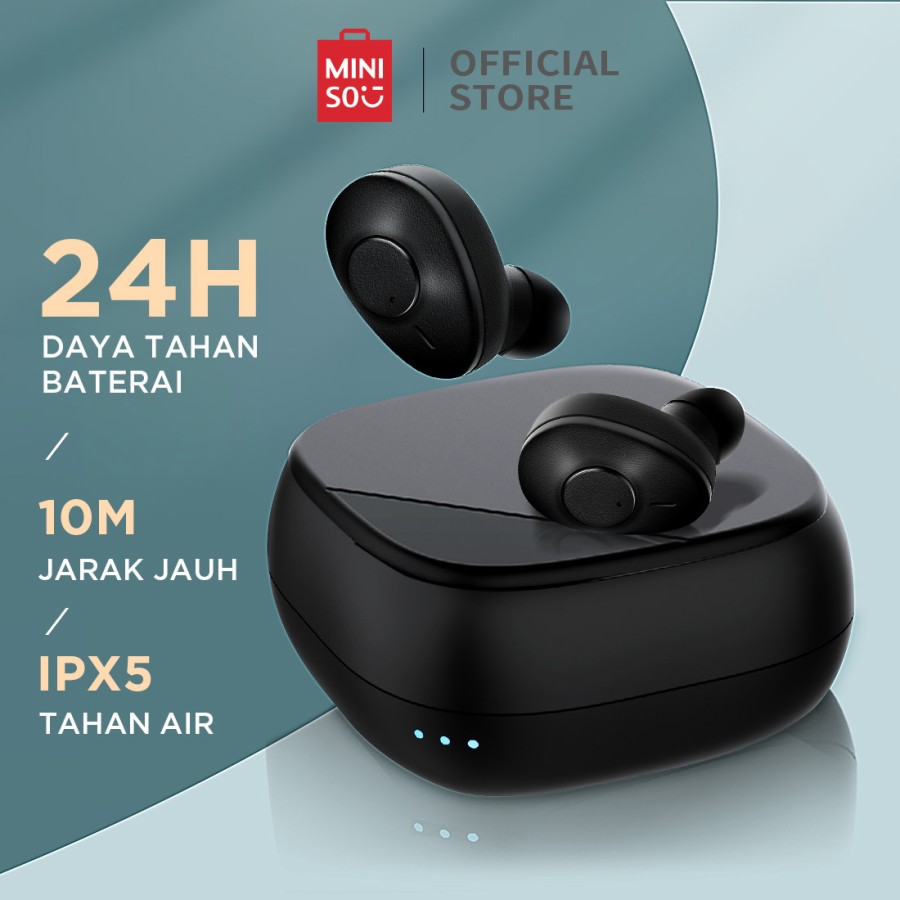 MINI
SO
OFFICIAL
STORE
24H
DAYA TAHAN
BATERAI
10M
JARAK JAUH
IPX5
TAHAN AIR